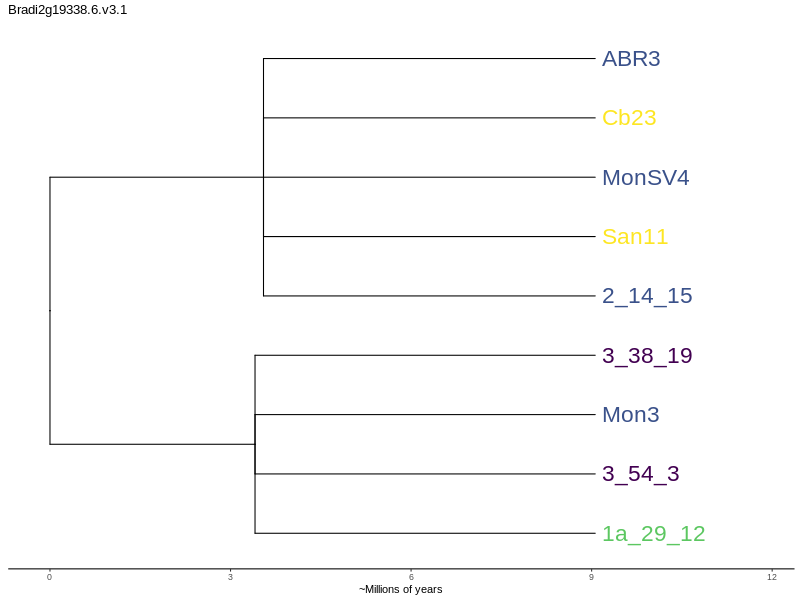 Bradi2g19338.6.v3.1
ABR3
Cb23
MonSV4
San11
2_14_15
3_38_19
Mon3
3_54_3
1a_29_12
0 3 6 9 12
~Millions of years